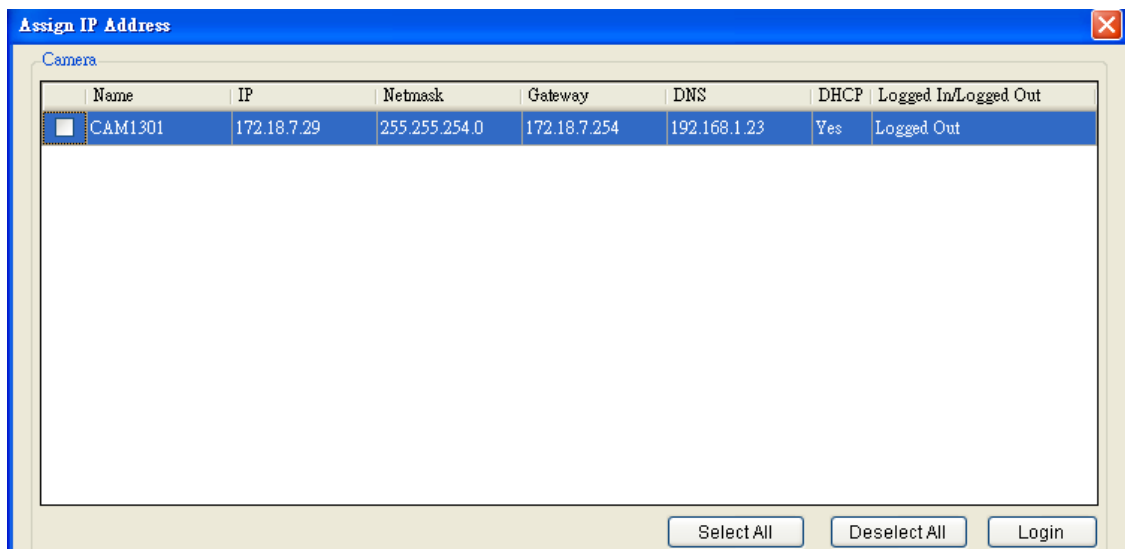 Assign IP Address
Camera
Name IP Netmask Gateway DNS DHCP Logged In/Logged Out
CAM1301 172.18.7.29 255.255.254.0 172.18.7.254 192.168.1.23 Yes Logged Out
Select All Deselect All Login